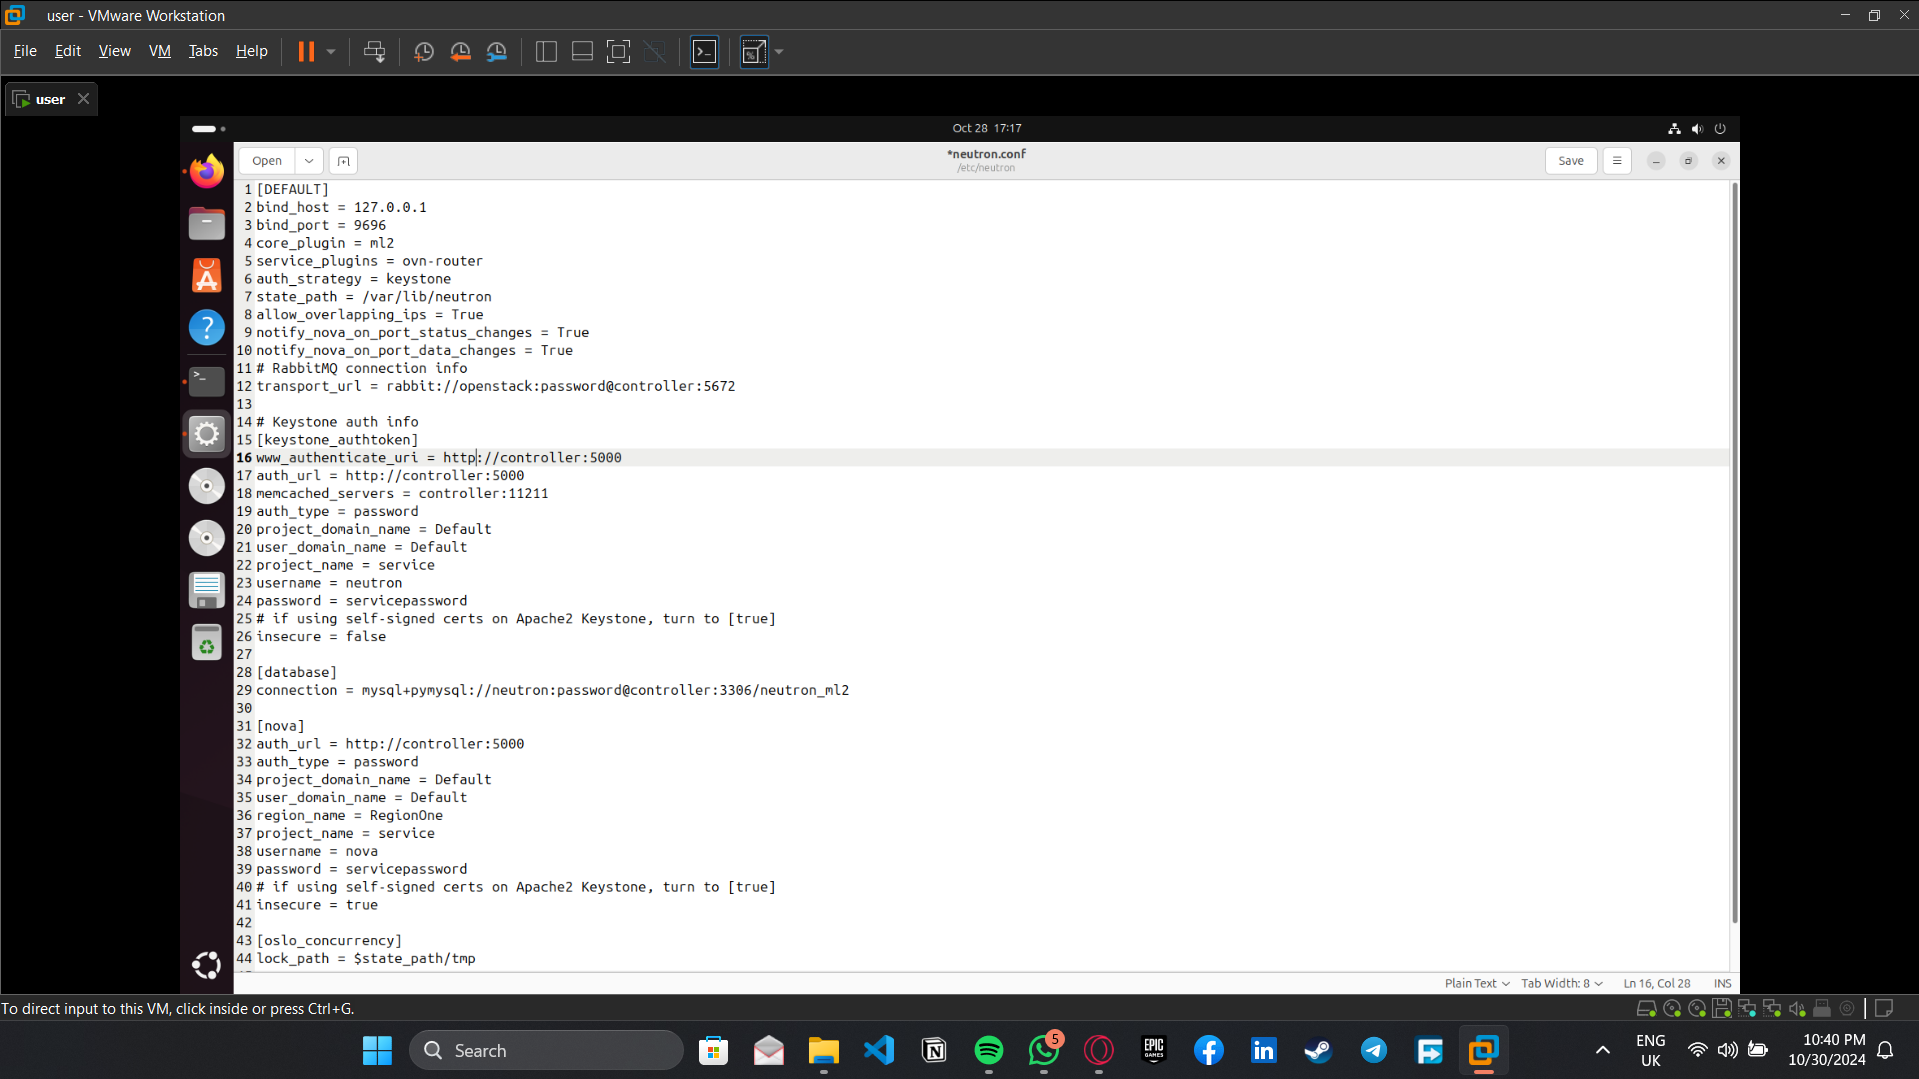 user - VMware Workstation
File Edit View VM Tabs Help
user
Oct 28 17:17
Open
*neutron.conf
/etc/neutron
Save
1 [DEFAULT]
2 bind_host = 127.0.0.1
3 bind_port = 9696
4 core_plugin = ml2
5 service_plugins = ovn-router
6 auth_strategy = keystone
7 state_path = /var/lib/neutron
8 allow_overlapping_ips = True
9 notify_nova_on_port_status_changes = True
10 notify_nova_on_port_data_changes = True
11 # RabbitMQ connection info
12 transport_url = rabbit://openstack:password@controller:5672
13
14 # Keystone auth info
15 [keystone_authtoken]
16 www_authenticate_uri = http://controller:5000
17 auth_url = http://controller:5000
18 memcached_servers = controller:11211
19 auth_type = password
20 project_domain_name = Default
21 user_domain_name = Default
22 project_name = service
23 username = neutron
24 password = servicepassword
25 # if using self-signed certs on Apache2 Keystone, turn to [true]
26 insecure = false
27
28 [database]
29 connection = mysql+pymysql://neutron:password@controller:3306/neutron_ml2
30
31 [nova]
32 auth_url = http://controller:5000
33 auth_type = password
34 project_domain_name = Default
35 user_domain_name = Default
36 region_name = RegionOne
37 project_name = service
38 username = nova
39 password = servicepassword
40 # if using self-signed certs on Apache2 Keystone, turn to [true]
41 insecure = true
42
43 [oslo_concurrency]
44 lock_path = $state_path/tmp
Plain Text Tab Width: 8 Ln 16, Col 28 INS
To direct input to this VM, click inside or press Ctrl+G.
Search
5
EPIC
GAMES
ENG
UK
10:40 PM
10/30/2024